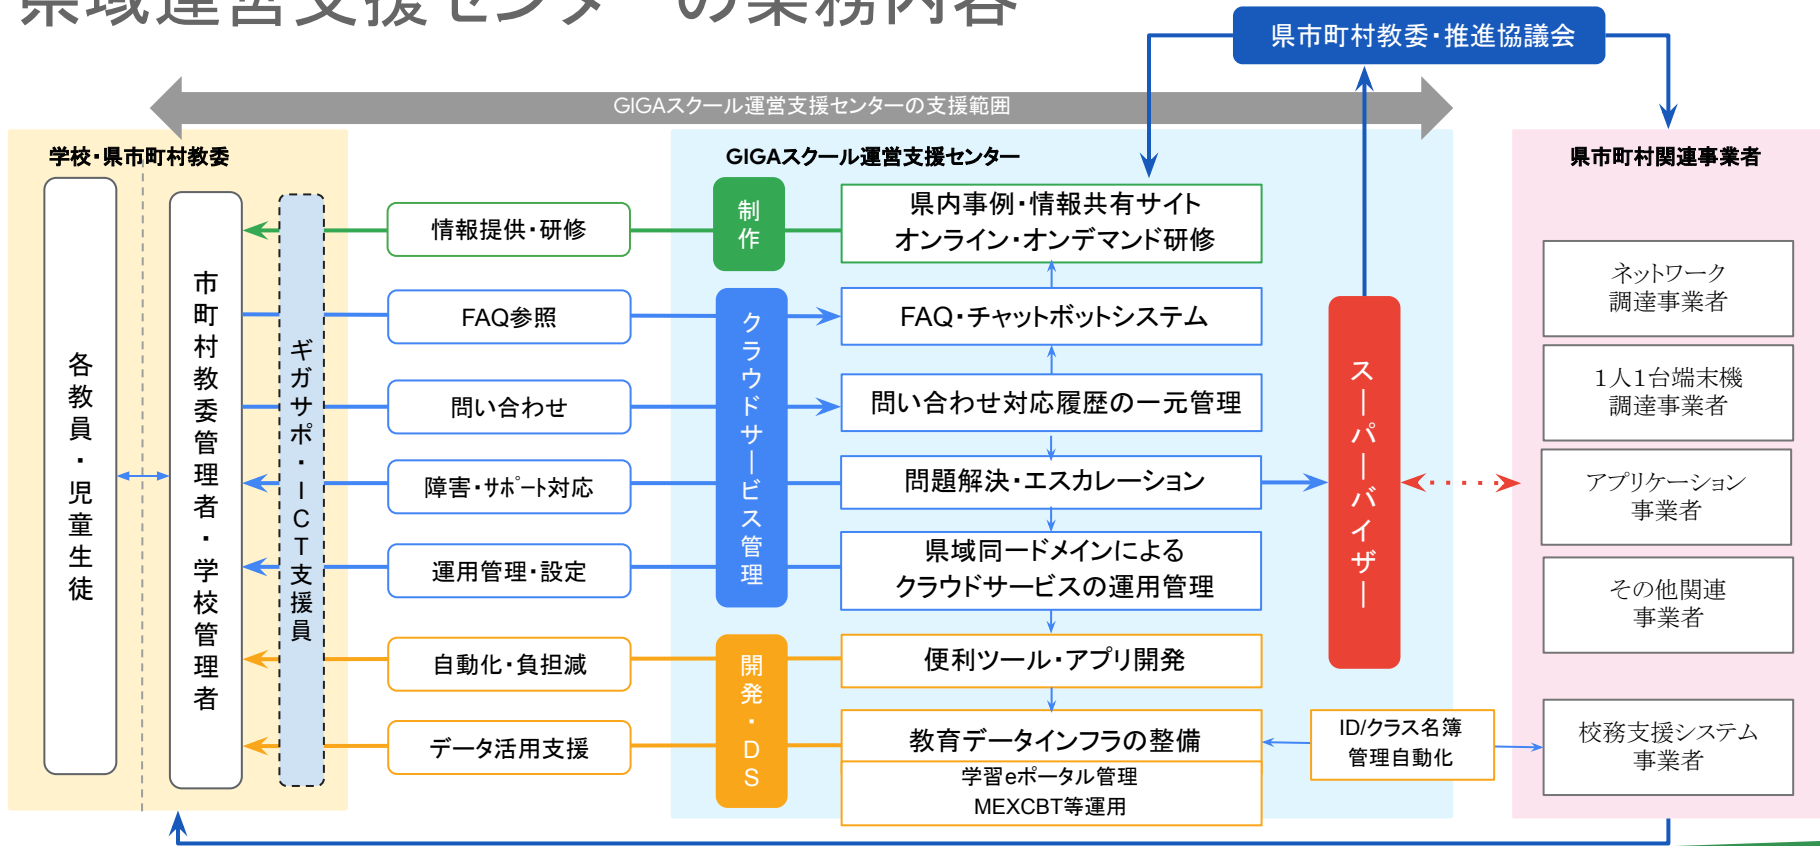 県域運営支援センターの業務内容
県市町村教委・推進協議会
GIGAスクール運営支援センターの支援範囲
学校・県市町村教委
各教員・児童生徒
市町村教委管理者・学校管理者
ギガサポ・ICT支援員
情報提供・研修
FAQ参照
問い合わせ
障害・サポート対応
運用管理・設定
自動化・負担減
データ活用支援
GIGAスクール運営支援センター
制作
クラウドサービス管理
開発・DS
県内事例・情報共有サイト
オンライン・オンデマンド研修
FAQ・チャットボットシステム
問い合わせ対応履歴の一元管理
問題解決・エスカレーション
県域同一ドメインによる
クラウドサービスの運用管理
便利ツール・アプリ開発
教育データインフラの整備
学習eポータル管理
MEXCBT等運用
スーパーバイザー
ID/クラス名簿
管理自動化
県市町村関連事業者
ネットワーク
調達事業者
1人1台端末機
調達事業者
アプリケーション
事業者
その他関連
事業者
校務支援システム
事業者